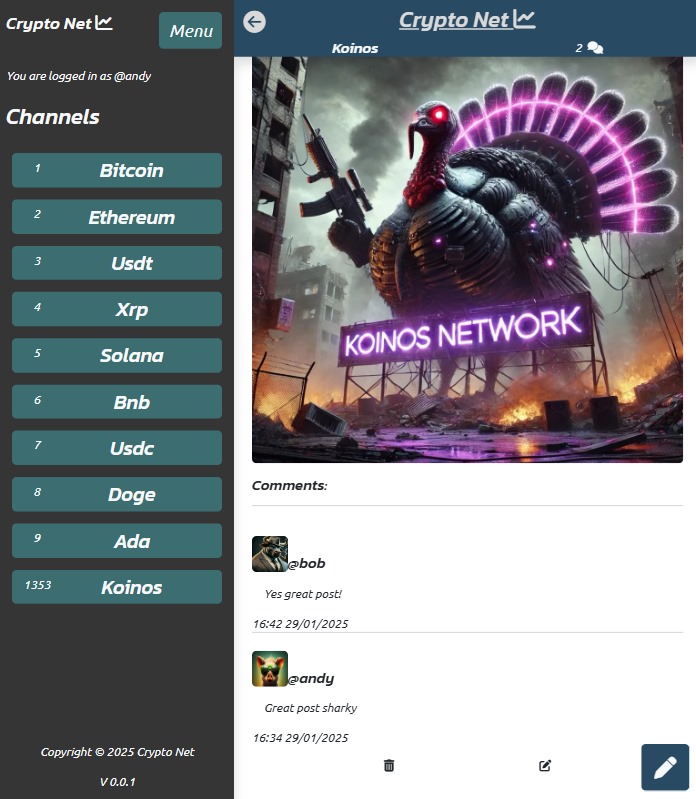 Crypto Net
Menu
You are logged in as @andy
Channels
1 Bitcoin
2 Ethereum
3 Usdt
4 Xrp
5 Solana
6 Bnb
7 Usdc
8 Doge
9 Ada
1353 Koinos
Copyright © 2025 Crypto Net
V 0.0.1
Crypto Net
Koinos 2
KOINOS NETWORK
Comments:
@bob
Yes great post!
16:42 29/01/2025
@andy
Great post sharky
16:34 29/01/2025